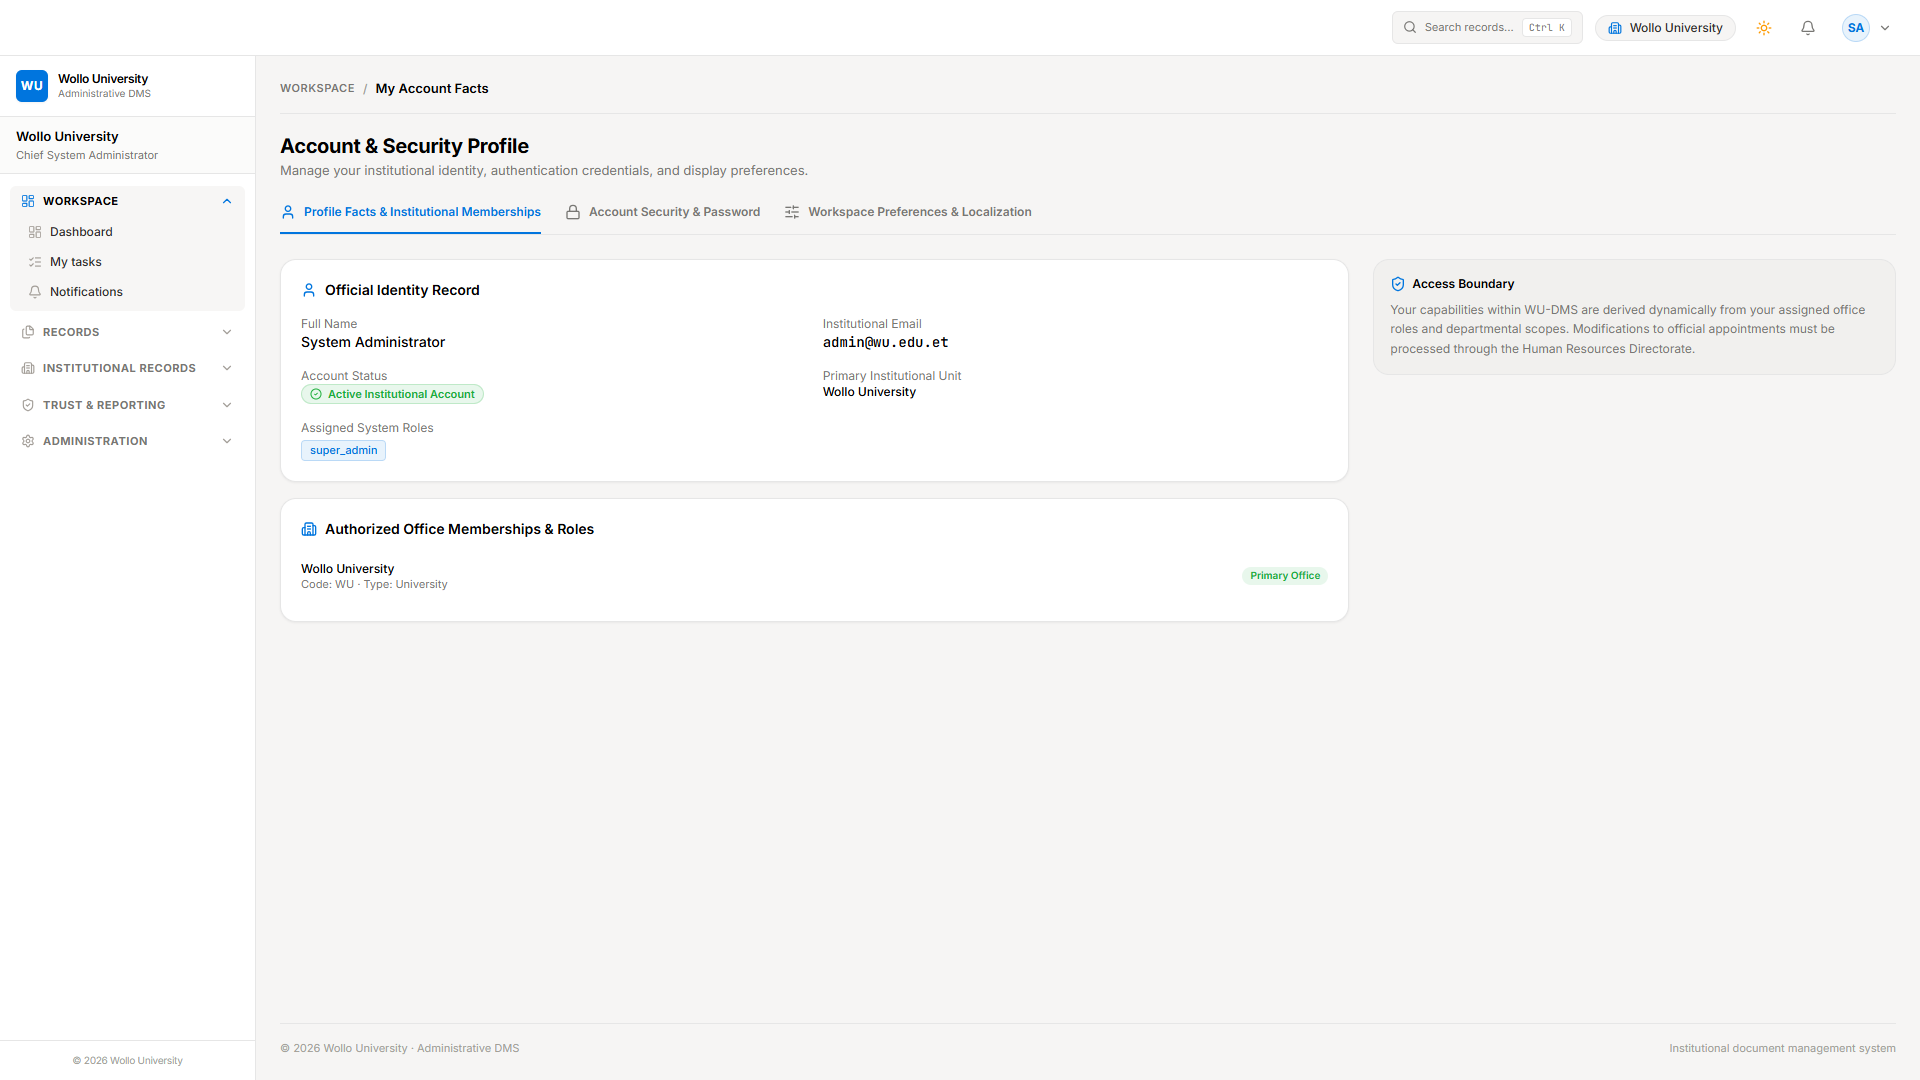 Search records... Ctrl K
Wollo University
SA
WU
Wollo University
Administrative DMS
Wollo University
Chief System Administrator
WORKSPACE
Dashboard
My tasks
Notifications
RECORDS
INSTITUTIONAL RECORDS
TRUST & REPORTING
ADMINISTRATION
© 2026 Wollo University
WORKSPACE / My Account Facts
Account & Security Profile
Manage your institutional identity, authentication credentials, and display preferences.
Profile Facts & Institutional Memberships
Account Security & Password
Workspace Preferences & Localization
Official Identity Record
Full Name
System Administrator
Institutional Email
admin@wu.edu.et
Account Status
Active Institutional Account
Primary Institutional Unit
Wollo University
Assigned System Roles
super_admin
Authorized Office Memberships & Roles
Wollo University
Code: WU · Type: University
Primary Office
Access Boundary
Your capabilities within WU-DMS are derived dynamically from your assigned office
roles and departmental scopes. Modifications to official appointments must be
processed through the Human Resources Directorate.
© 2026 Wollo University · Administrative DMS
Institutional document management system